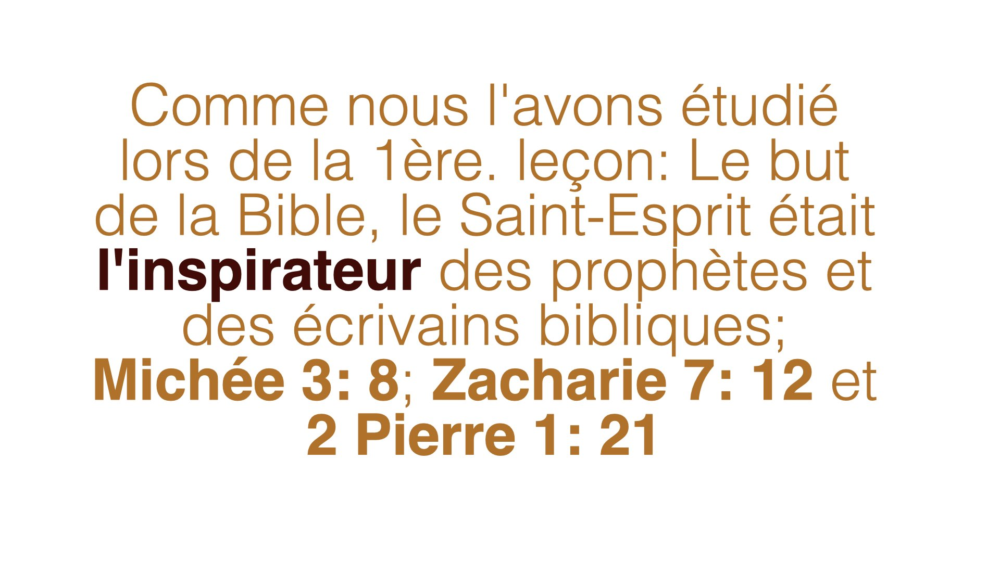 Comme nous l'avons étudié
lors de la 1ère. leçon: Le but
de la Bible, le Saint-Esprit était
l'inspirateur des prophètes et
des écrivains bibliques;
Michée 3: 8; Zacharie 7: 12 et
2 Pierre 1: 21